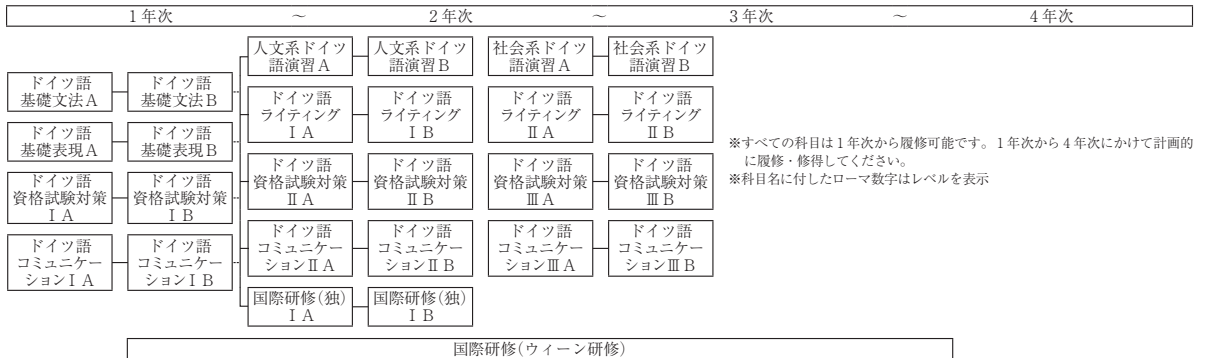 1年次 ～ 2年次 ～ 3年次 ～ 4年次
人文系ドイツ
語演習A
人文系ドイツ
語演習B
社会系ドイツ
語演習A
社会系ドイツ
語演習B
ドイツ語
基礎文法A
ドイツ語
基礎文法B
ドイツ語
ライティング
ⅠA
ドイツ語
ライティング
ⅠB
ドイツ語
ライティング
ⅡA
ドイツ語
ライティング
ⅡB
ドイツ語
基礎表現A
ドイツ語
基礎表現B
ドイツ語
資格試験対策
ⅠA
ドイツ語
資格試験対策
ⅠB
ドイツ語
資格試験対策
ⅡA
ドイツ語
資格試験対策
ⅡB
ドイツ語
資格試験対策
ⅢA
ドイツ語
資格試験対策
ⅢB
ドイツ語
コミュニケー
ションⅠA
ドイツ語
コミュニケー
ションⅠB
ドイツ語
コミュニケー
ションⅡA
ドイツ語
コミュニケー
ションⅡB
ドイツ語
コミュニケー
ションⅢA
ドイツ語
コミュニケー
ションⅢB
国際研修(独)
ⅠA
国際研修(独)
ⅠB
※すべての科目は1年次から履修可能です。1年次から4年次にかけて計画的
に履修・修得してください。
※科目名に付したローマ数字はレベルを表示
国際研修(ウィーン研修)